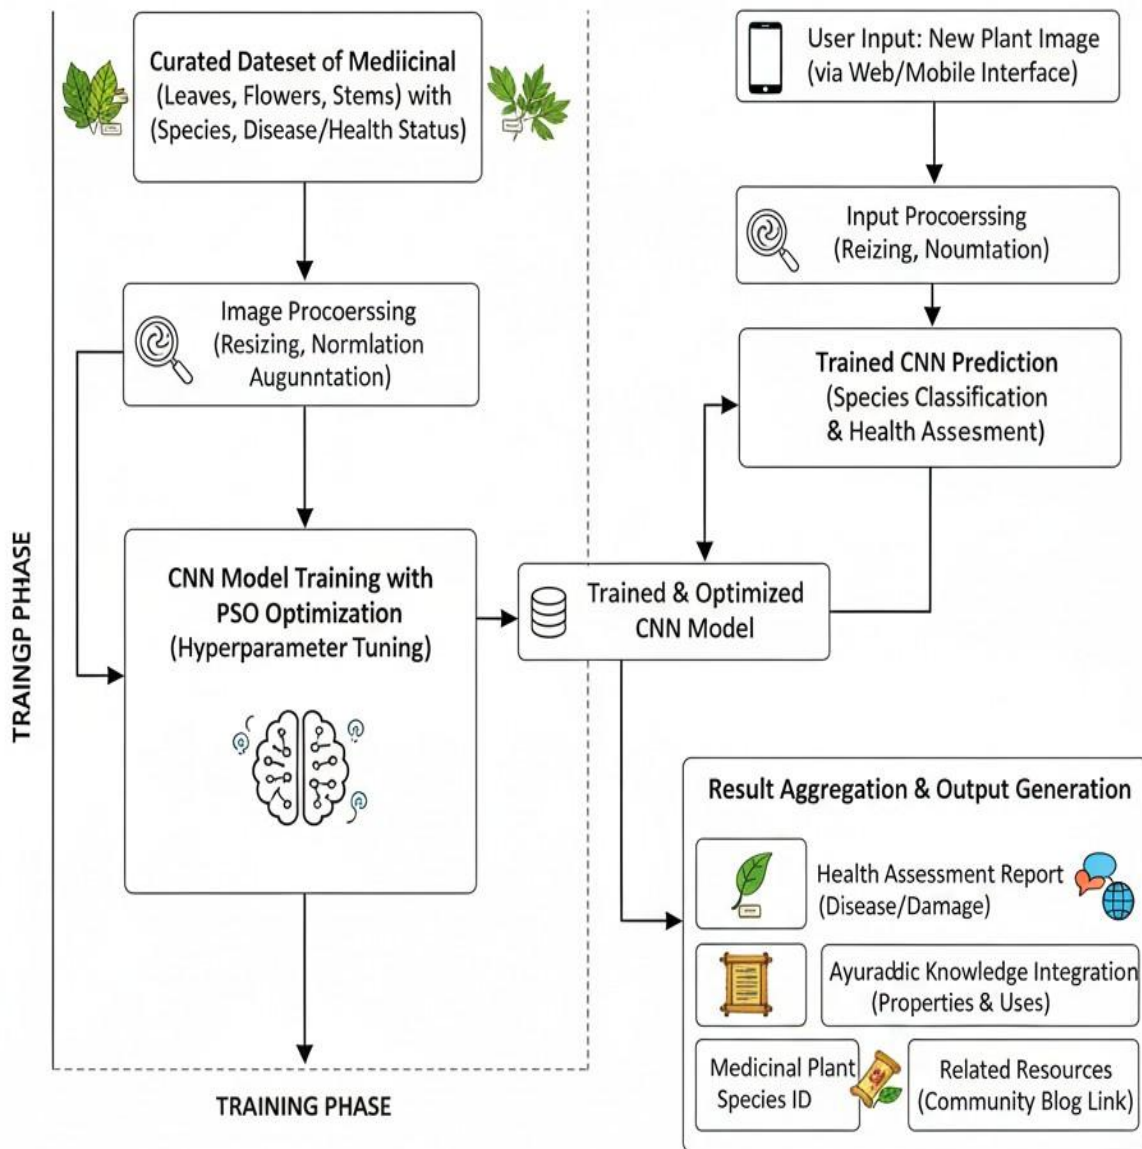 Curated Dateset of Mediicinal
(Leaves, Flowers, Stems) with
(Species, Disease/Health Status)
Image Procoerssing
(Resizing, Normlation
Augunntation)
CNN Model Training with
PSO Optimization
(Hyperparameter Tuning)
TRAINGP PHASE
TRAINING PHASE
User Input: New Plant Image
(via Web/Mobile Interface)
Input Procoerssing
(Reizing, Noumtation)
Trained CNN Prediction
(Species Classification
& Health Assesment)
Trained & Optimized
CNN Model
Result Aggregation & Output Generation
Health Assessment Report
(Disease/Damage)
Ayuraddic Knowledge Integration
(Properties & Uses)
Medicinal Plant
Species ID
Related Resources
(Community Blog Link)